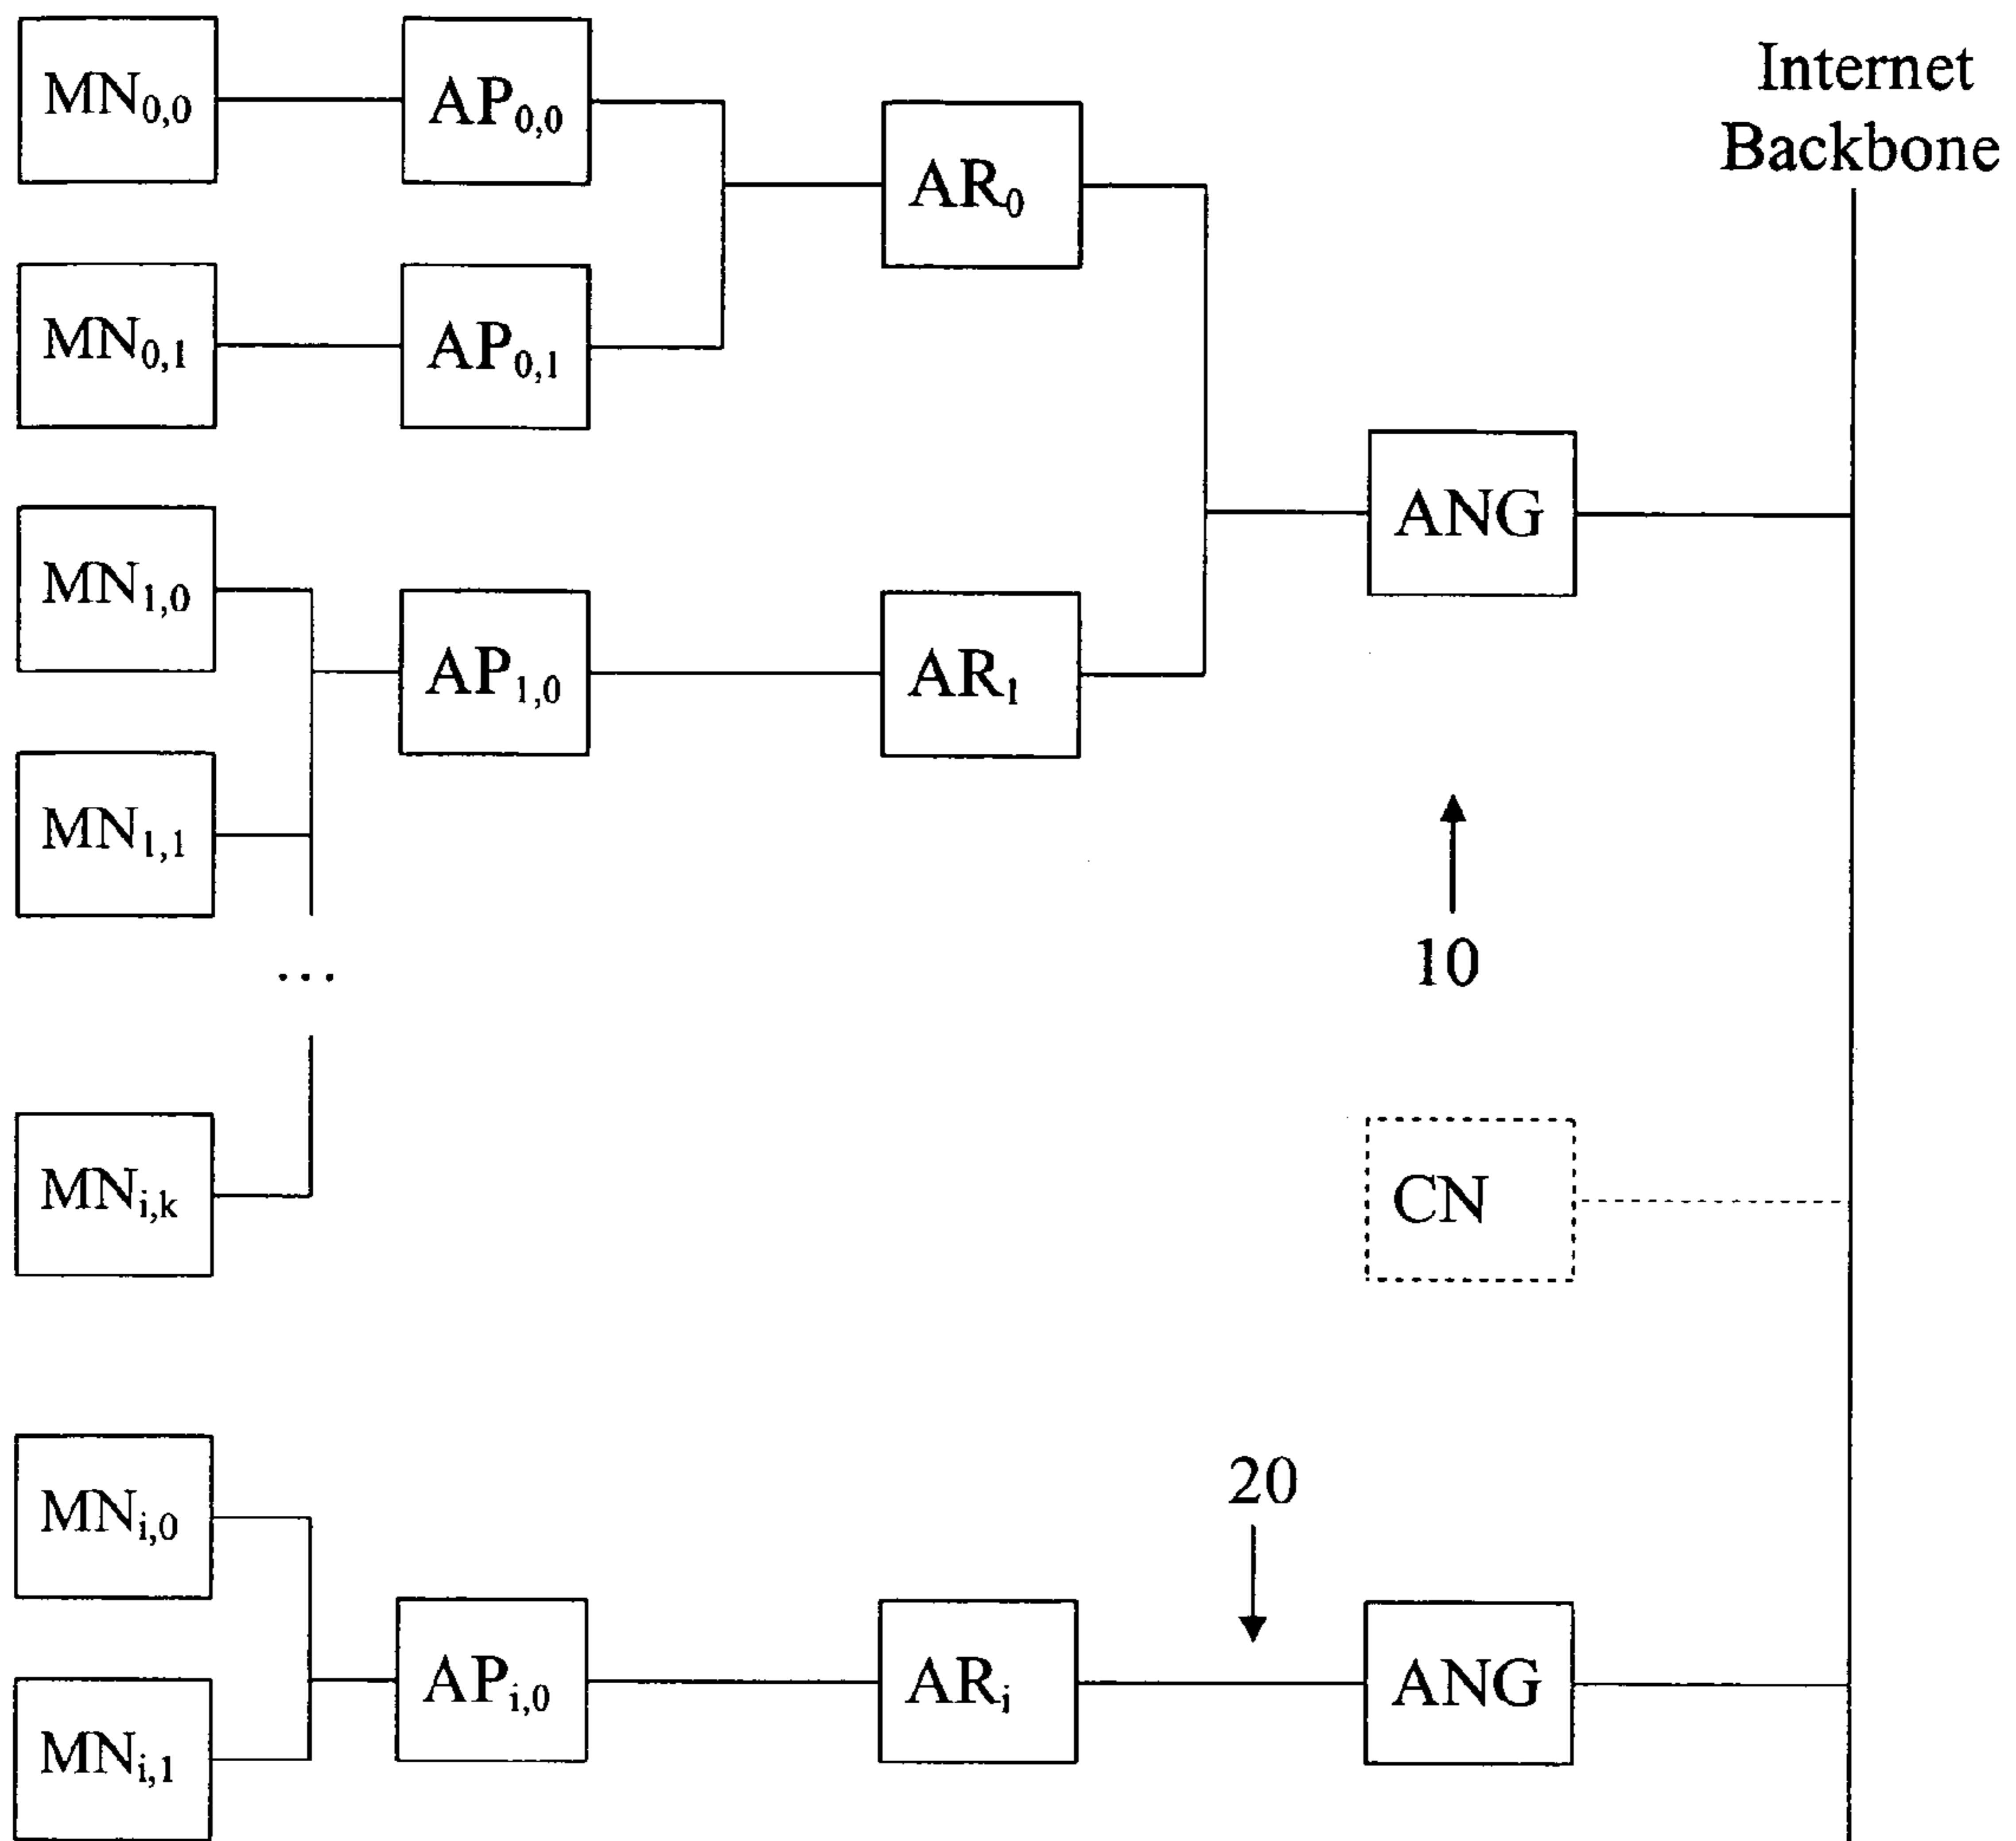 Internet
Backbone
MN0,0
AP0,0
AR0
MN0,1
AP0,1
ANG
MN1,0
AP1,0
AR1
MN1,1
10
...
MNi,k
CN
20
MNi,0
APi,0
ARj
ANG
MNi,1